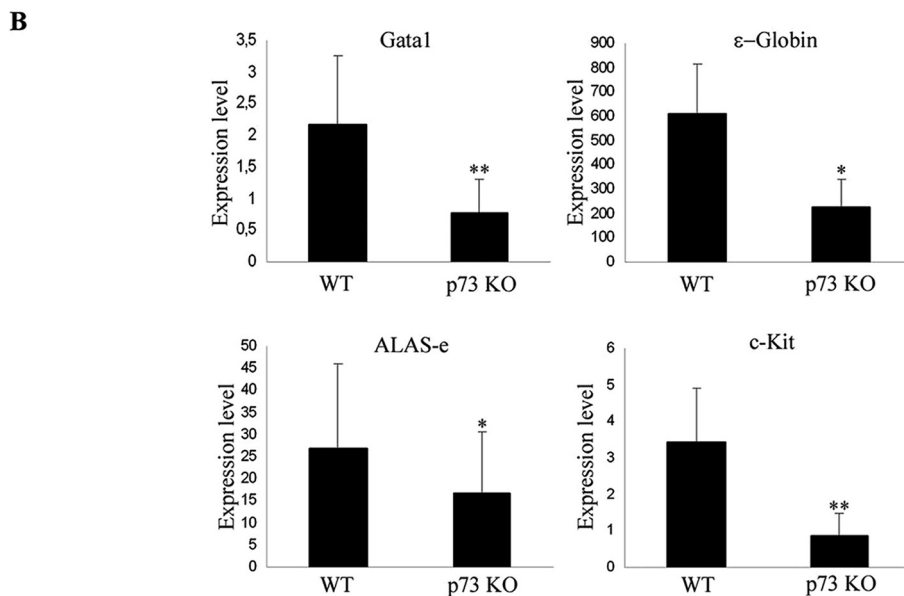 B
Gata1
Expression level
3,5
3
2,5
2
1,5
1
0,5
0
**
WT
p73 KO
ε–Globin
Expression level
900
800
700
600
500
400
300
200
100
0
*
WT
p73 KO
ALAS-e
Expression level
50
45
40
35
30
25
20
15
10
5
0
*
WT
p73 KO
c-Kit
Expression level
6
5
4
3
2
1
0
**
WT
p73 KO